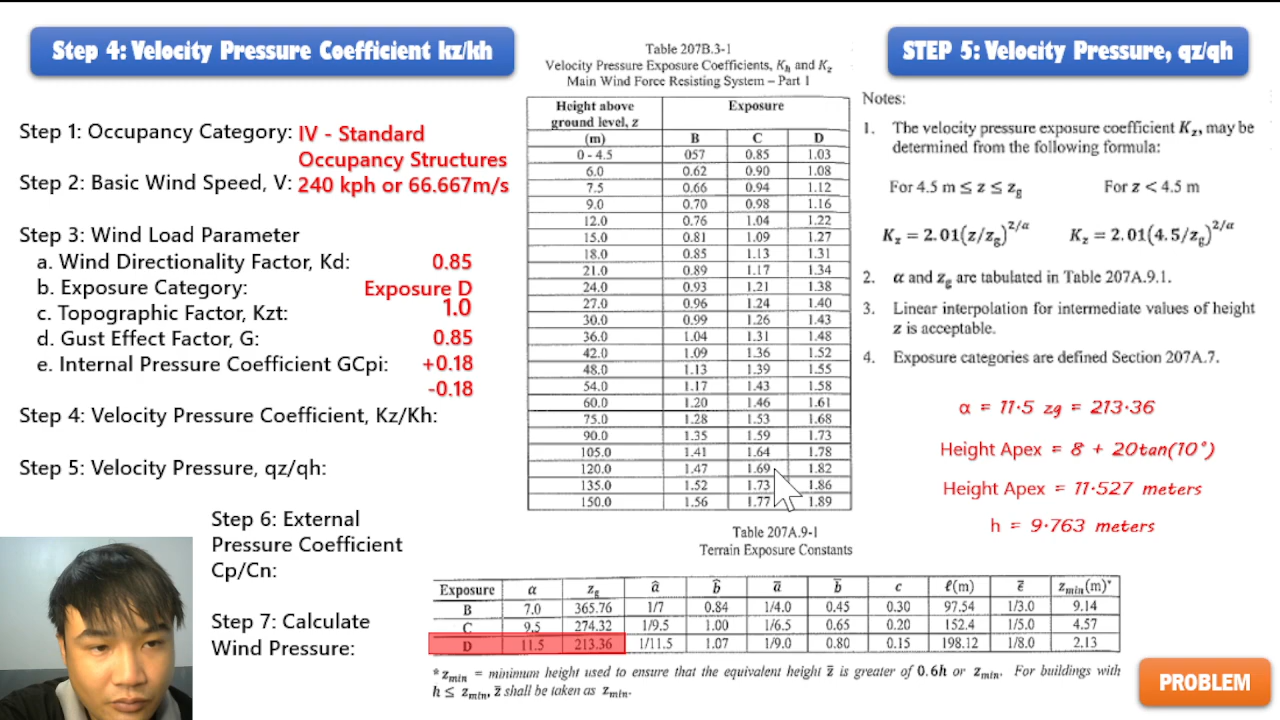 Step 4: Velocity Pressure Coefficient kz/kh
Step 1: Occupancy Category: IV - Standard
Occupancy Structures
Step 2: Basic Wind Speed, V: 240 kph or 66.667m/s
Step 3: Wind Load Parameter
a. Wind Directionality Factor, Kd: 0.85
b. Exposure Category: Exposure D
c. Topographic Factor, Kzt: 1.0
d. Gust Effect Factor, G: 0.85
e. Internal Pressure Coefficient GCpi: +0.18
-0.18
Step 4: Velocity Pressure Coefficient, Kz/Kh:
Step 5: Velocity Pressure, qz/qh:
Step 6: External
Pressure Coefficient
Cp/Cn:
Step 7: Calculate
Wind Pressure:
Table 207B.3-1
Velocity Pressure Exposure Coefficients, Kh and Kz
Main Wind Force Resisting System – Part 1
Height above Exposure
ground level, z
(m) B C D
0 - 4.5 057 0.85 1.03
6.0 0.62 0.90 1.08
7.5 0.66 0.94 1.12
9.0 0.70 0.98 1.16
12.0 0.76 1.04 1.22
15.0 0.81 1.09 1.27
18.0 0.85 1.13 1.31
21.0 0.89 1.17 1.34
24.0 0.93 1.21 1.38
27.0 0.96 1.24 1.40
30.0 0.99 1.26 1.43
36.0 1.04 1.31 1.48
42.0 1.09 1.36 1.52
48.0 1.13 1.39 1.55
54.0 1.17 1.43 1.58
60.0 1.20 1.46 1.61
75.0 1.28 1.53 1.68
90.0 1.35 1.59 1.73
105.0 1.41 1.64 1.78
120.0 1.47 1.69 1.82
135.0 1.52 1.73 1.86
150.0 1.56 1.77 1.89
STEP 5: Velocity Pressure, qz/qh
Notes:
1. The velocity pressure exposure coefficient Kz, may be
determined from the following formula:
For 4.5 m ≤ z ≤ zg For z < 4.5 m
Kz = 2.01(z/zg)^2/α Kz = 2.01(4.5/zg)^2/α
2. α and zg are tabulated in Table 207A.9.1.
3. Linear interpolation for intermediate values of height
z is acceptable.
4. Exposure categories are defined Section 207A.7.
α = 11.5 zg = 213.36
Height Apex = 8 + 20tan(10°)
Height Apex = 11.527 meters
h = 9.763 meters
Table 207A.9-1
Terrain Exposure Constants
Exposure α zg â b̂ ā b̄ c ℓ(m) z̄ zmin(m)*
B 7.0 365.76 1/7 0.84 1/4.0 0.45 0.30 97.54 1/3.0 9.14
C 9.5 274.32 1/9.5 1.00 1/6.5 0.65 0.20 152.4 1/5.0 4.57
D 11.5 213.36 1/11.5 1.07 1/9.0 0.80 0.15 198.12 1/8.0 2.13
*zmin = minimum height used to ensure that the equivalent height z̄ is greater of 0.6h or zmin. For buildings with
h ≤ zmin, z̄ shall be taken as zmin.
PROBLEM